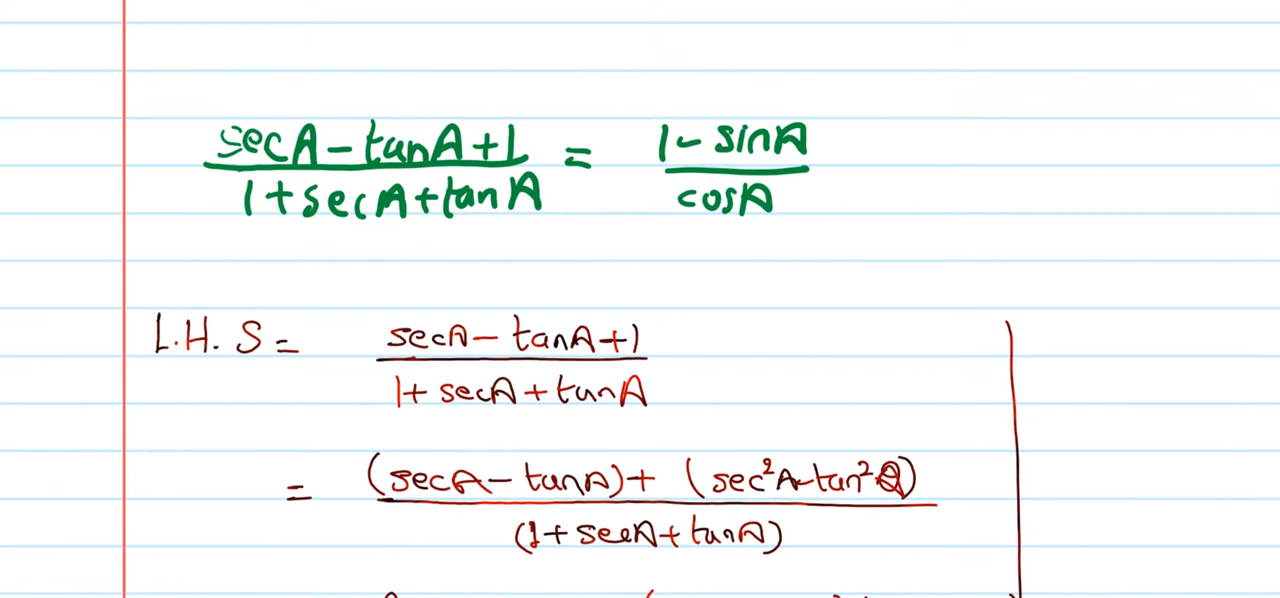 secA - tanA + 1 / 1 + secA + tanA = 1 - sinA / cosA
L.H.S = secA - tanA + 1 / 1 + secA + tanA
= (secA - tanA) + (sec²A - tan²A) / (1 + secA + tanA)